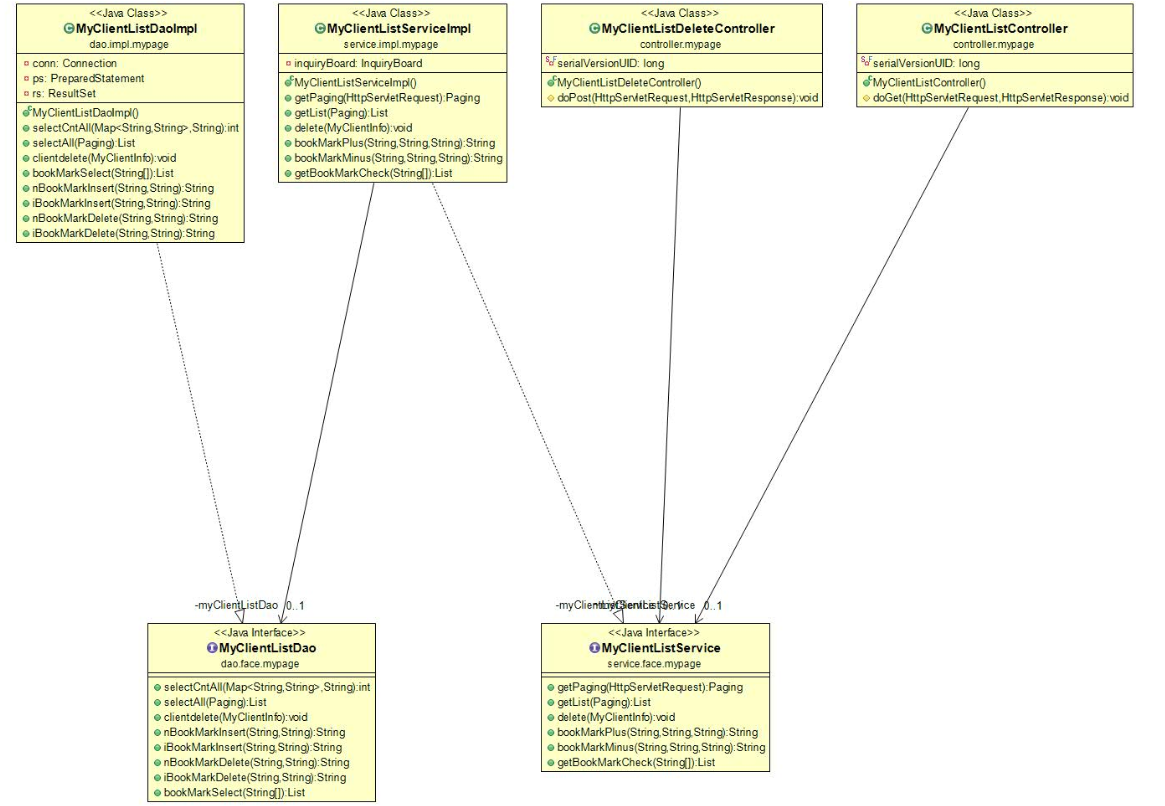 <<Java Class>>
MyClientListDaoImpl
dao.impl.mypage
conn: Connection
ps: PreparedStatement
rs: ResultSet
MyClientListDaoImpl()
selectCntAll(Map<String,String>,String):int
selectAll(Paging):List
clientdelete(MyClientInfo):void
bookMarkSelect(String[]):List
nBookMarkInsert(String,String):String
iBookMarkInsert(String,String):String
nBookMarkDelete(String,String):String
iBookMarkDelete(String,String):String
<<Java Class>>
MyClientListServiceImpl
service.impl.mypage
inquiryBoard: InquiryBoard
MyClientListServiceImpl()
getPaging(HttpServletRequest):Paging
getList(Paging):List
delete(MyClientInfo):void
bookMarkPlus(String,String,String):String
bookMarkMinus(String,String,String):String
getBookMarkCheck(String[]):List
<<Java Class>>
MyClientListDeleteController
controller.mypage
serialVersionUID: long
MyClientListDeleteController()
doPost(HttpServletRequest,HttpServletResponse):void
<<Java Class>>
MyClientListController
controller.mypage
serialVersionUID: long
MyClientListController()
doGet(HttpServletRequest,HttpServletResponse):void
-myClientListDao 0..1
0..1
<<Java Interface>>
MyClientListDao
dao.face.mypage
selectCntAll(Map<String,String>,String):int
selectAll(Paging):List
clientdelete(MyClientInfo):void
nBookMarkInsert(String,String):String
iBookMarkInsert(String,String):String
nBookMarkDelete(String,String):String
iBookMarkDelete(String,String):String
bookMarkSelect(String[]):List
<<Java Interface>>
MyClientListService
service.face.mypage
getPaging(HttpServletRequest):Paging
getList(Paging):List
delete(MyClientInfo):void
bookMarkPlus(String,String,String):String
bookMarkMinus(String,String,String):String
getBookMarkCheck(String[]):List